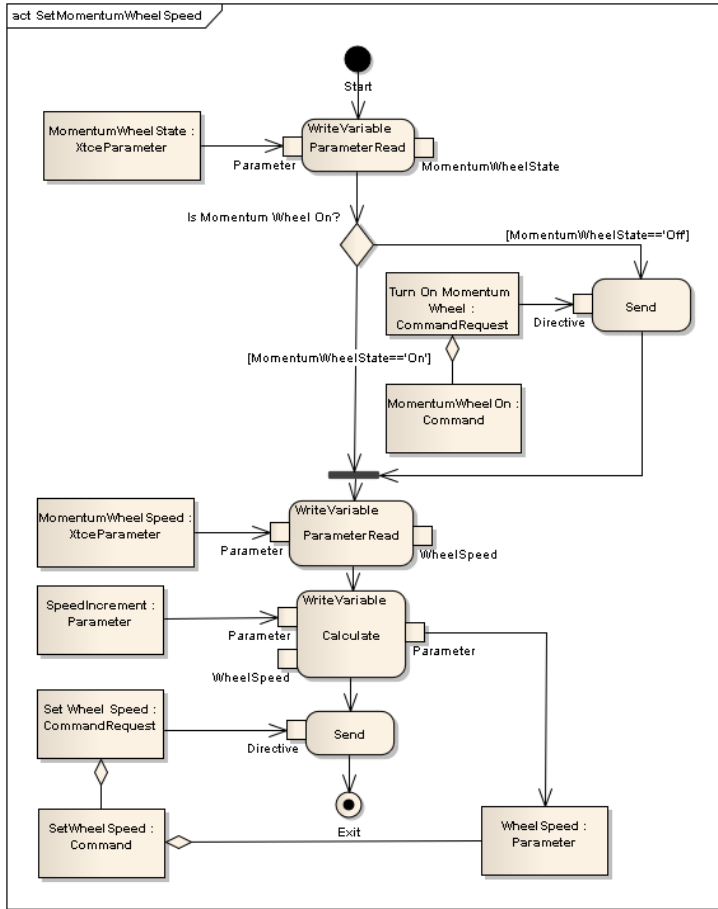 act SetMomentumWheelSpeed
Start
MomentumWheelState :
XtceParameter
Parameter
WriteVariable
ParameterRead
MomentumWheelState
Is Momentum Wheel On?
[MomentumWheelState=='Off']
Turn On Momentum
Wheel :
CommandRequest
Directive
Send
[MomentumWheelState=='On']
MomentumWheelOn :
Command
MomentumWheelSpeed :
XtceParameter
Parameter
WriteVariable
ParameterRead
WheelSpeed
SpeedIncrement :
Parameter
Parameter
WheelSpeed
WriteVariable
Calculate
Parameter
Set Wheel Speed :
CommandRequest
Directive
Send
SetWheelSpeed :
Command
Exit
WheelSpeed :
Parameter